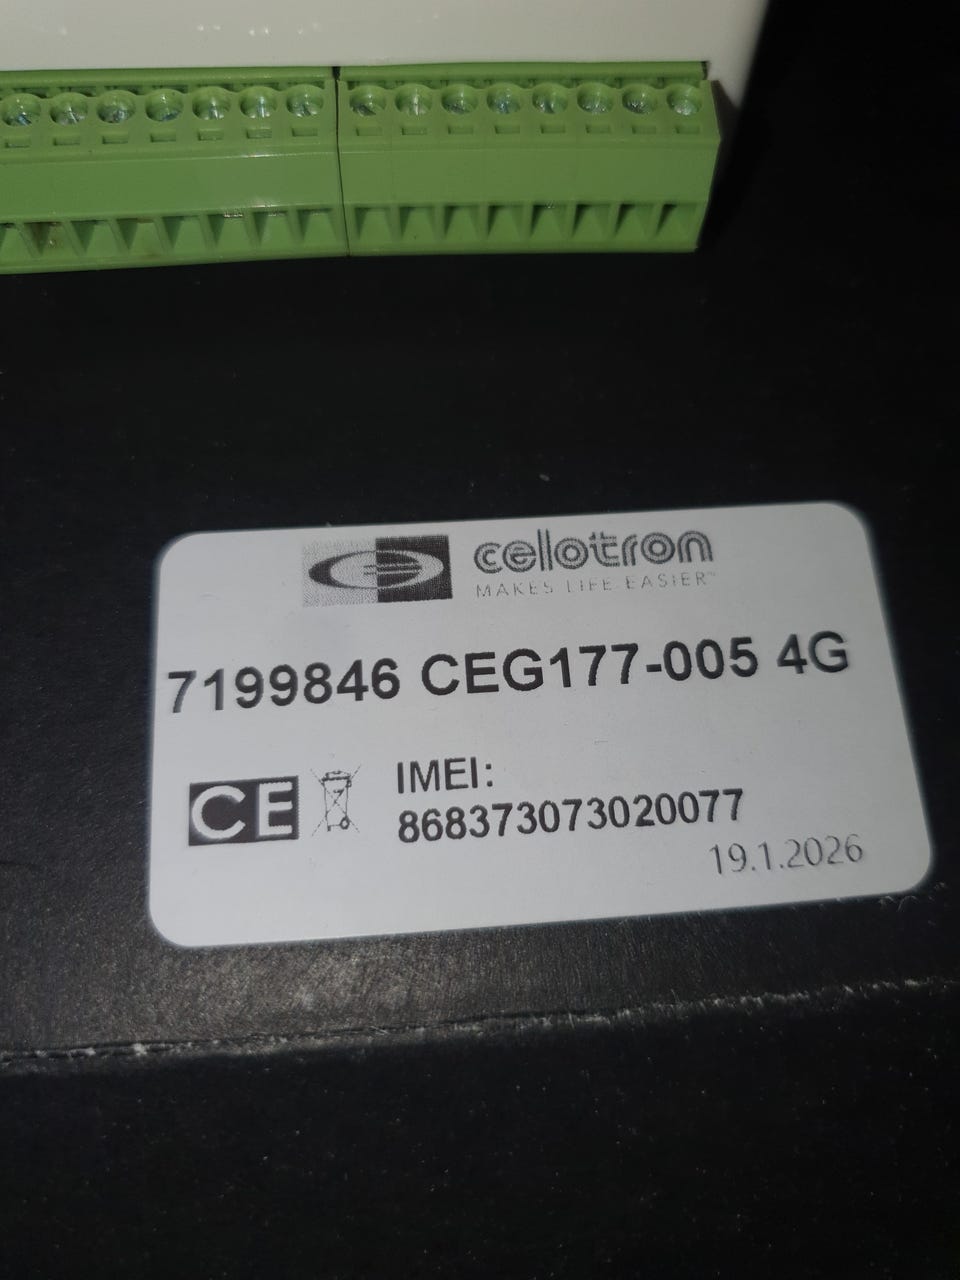 celotron
MAKES LIFE EASIER™
7199846 CEG177-005 4G
CE
IMEI:
868373073020077
19.1.2026